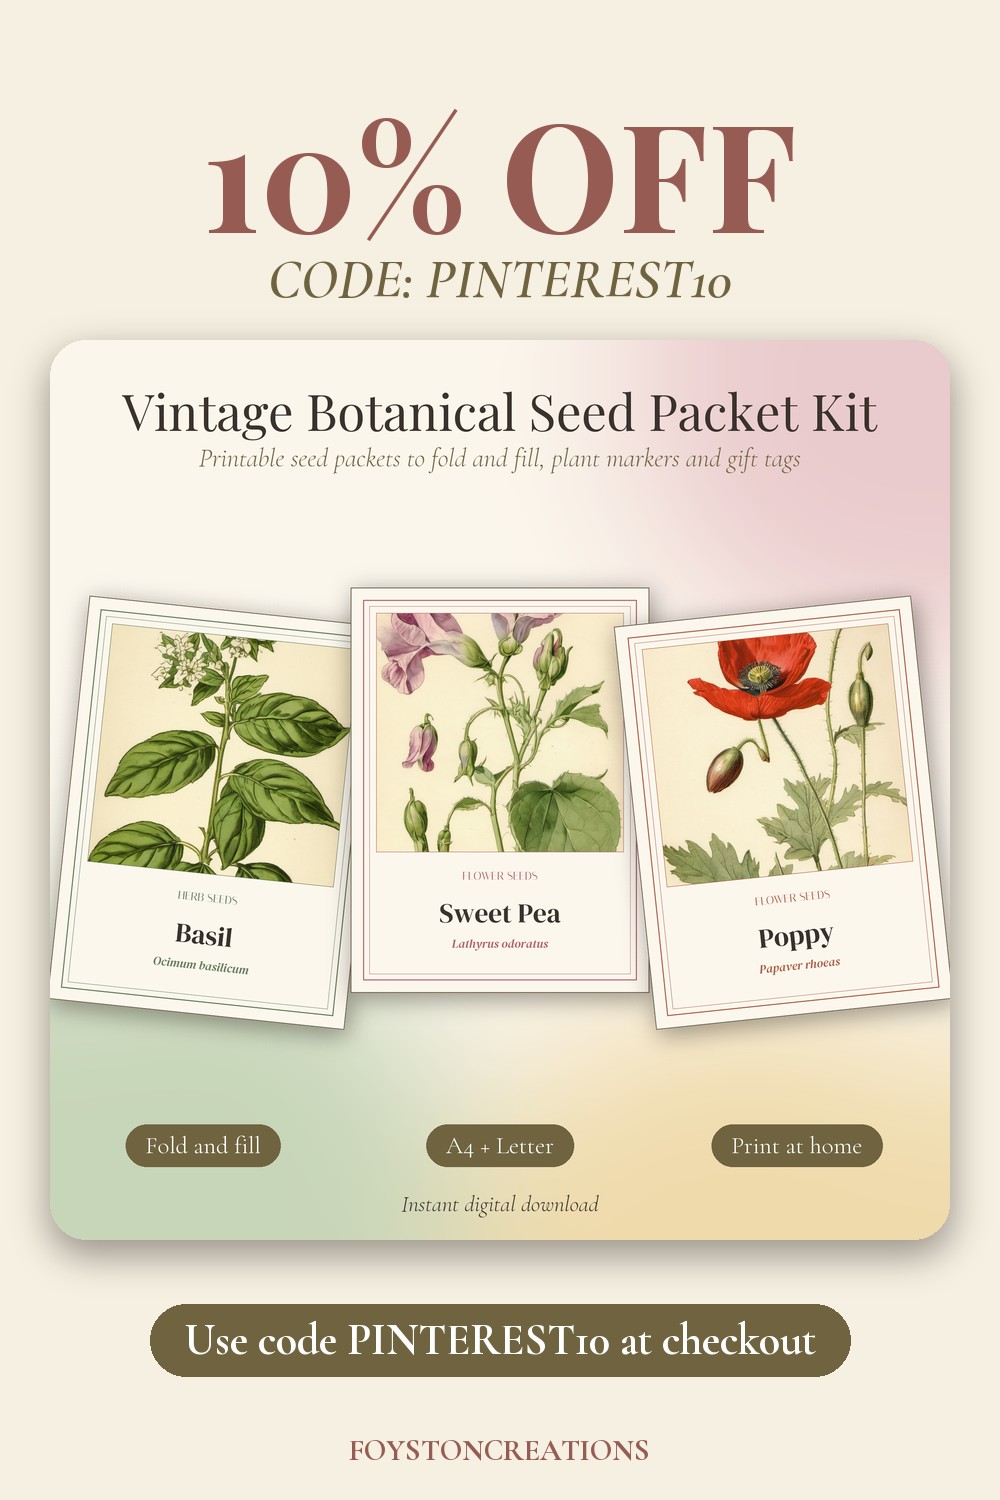 10% OFF
CODE: PINTEREST10
Vintage Botanical Seed Packet Kit
Printable seed packets to fold and fill, plant markers and gift tags
HERB SEEDS
Basil
Ocimum basilicum
FLOWER SEEDS
Sweet Pea
Lathyrus odoratus
FLOWER SEEDS
Poppy
Papaver rhoeas
Fold and fill
A4 + Letter
Print at home
Instant digital download
Use code PINTEREST10 at checkout
FOYSTONCREATIONS